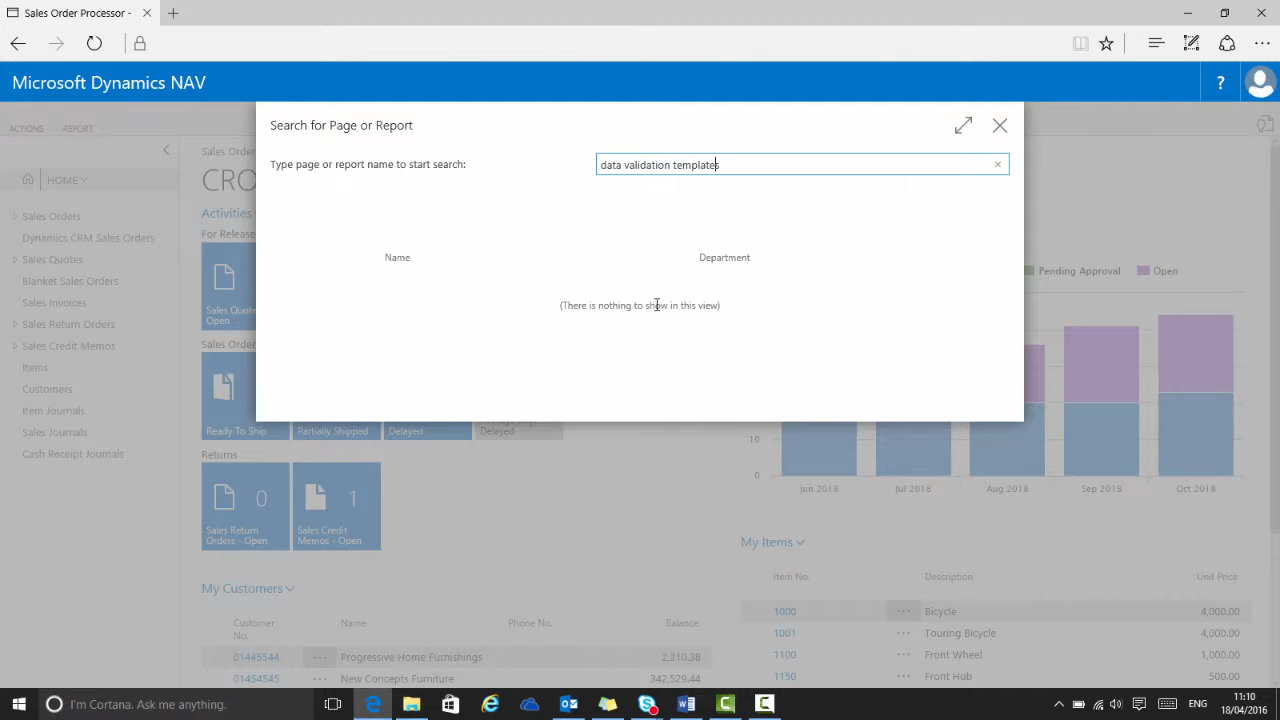 Sales Order Processor -
Microsoft Dynamics NAV
?
ACTIONS
REPORT
Search for Page or Report
Type page or report name to start search:
data validation templates
Name
Department
(There is nothing to show in this view)
Sales Order
CRO
HOME
Sales Orders
Dynamics CRM Sales Orders
Sales Quotes
Blanket Sales Orders
Sales Invoices
Sales Return Orders
Sales Credit Memos
Items
Customers
Item Journals
Sales Journals
Cash Receipt Journals
Activities
For Release
Sales Quot
Open
Sales Order
Ready To Ship
Partially Shipped
Delayed
Delayed
Returns
0
Sales Return
Orders - Open
1
Sales Credit
Memos - Open
Pending Approval
Open
10
0
Jun 2018
Jul 2018
Aug 2018
Sep 2018
Oct 2018
My Customers
Customer
No.
Name
Phone No.
Balance
01445544
Progressive Home Furnishings
2,310.38
01454545
New Concepts Furniture
342,529.44
My Items
Item No.
Description
Unit Price
1000
Bicycle
4,000.00
1001
Touring Bicycle
4,000.00
1100
Front Wheel
1,000.00
1150
Front Hub
500.00
I'm Cortana. Ask me anything.
ENG
11:10
18/04/2016